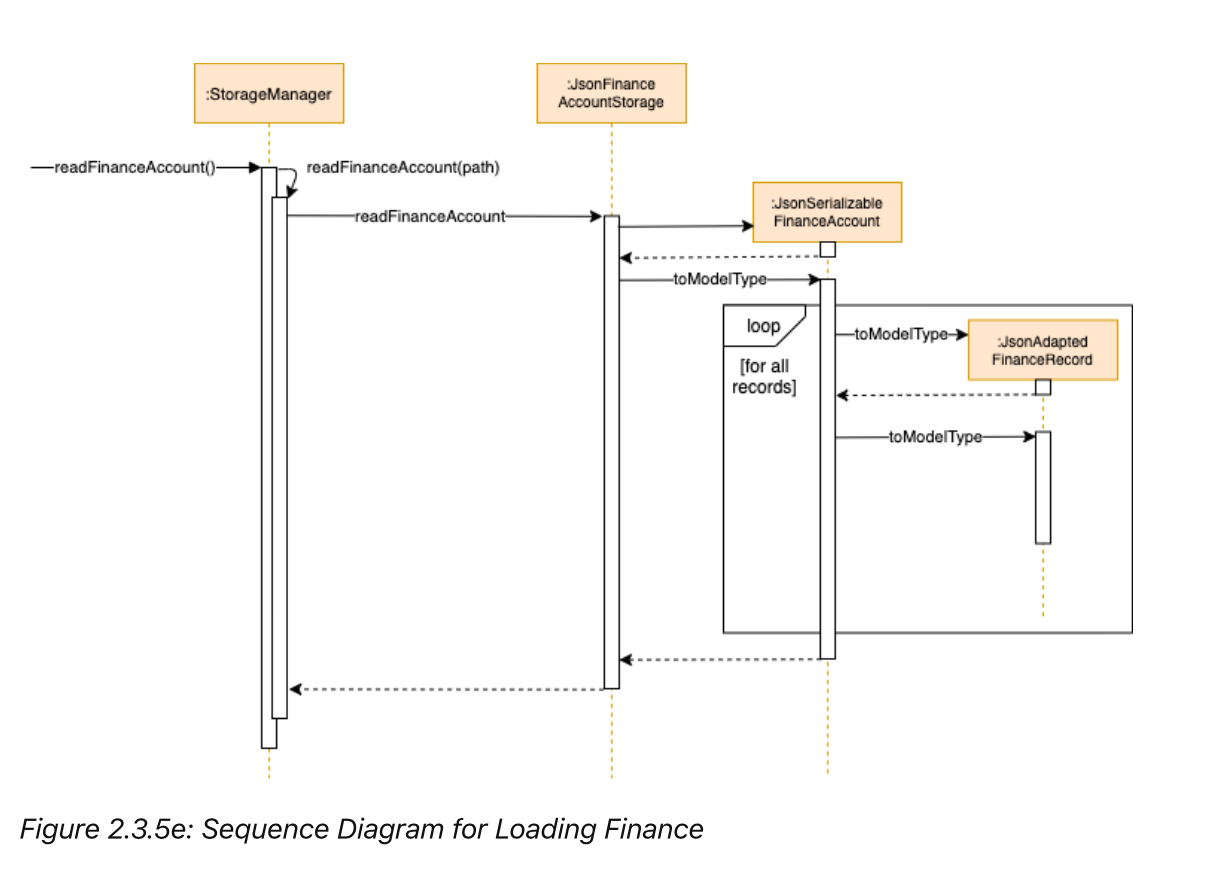 :StorageManager
:JsonFinance
AccountStorage
readFinanceAccount()
readFinanceAccount(path)
:JsonSerializable
FinanceAccount
readFinanceAccount
toModelType
loop
toModelType
:JsonAdapted
FinanceRecord
[for all
records]
toModelType
Figure 2.3.5e: Sequence Diagram for Loading Finance